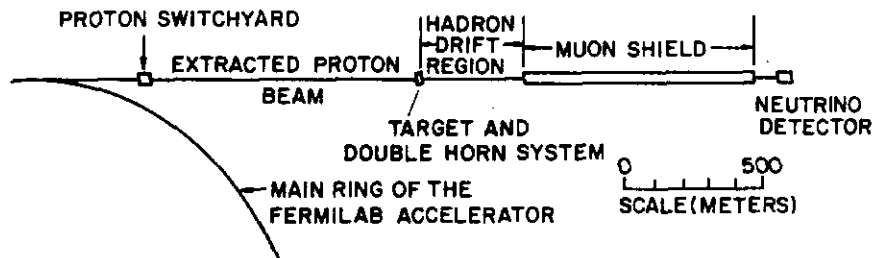 PROTON SWITCHYARD
HADRON
DRIFT
REGION
MUON SHIELD
EXTRACTED PROTON
BEAM
NEUTRINO
DETECTOR
TARGET AND
DOUBLE HORN SYSTEM
0 500
SCALE(METERS)
MAIN RING OF THE
FERMILAB ACCELERATOR